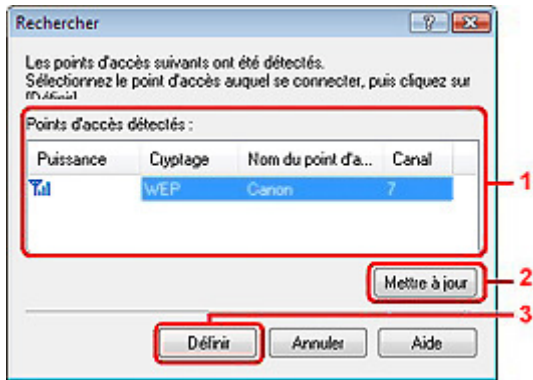 Rechercher
Les points d'accès suivants ont été détectés.
Sélectionnez le point d'accès auquel se connecter, puis cliquez sur
[Définir]
Points d'accès détectés :
Puissance Cryptage Nom du point d'a... Canal
WEP Canon 7
1
Mettre à jour
2
3
Définir Annuler Aide